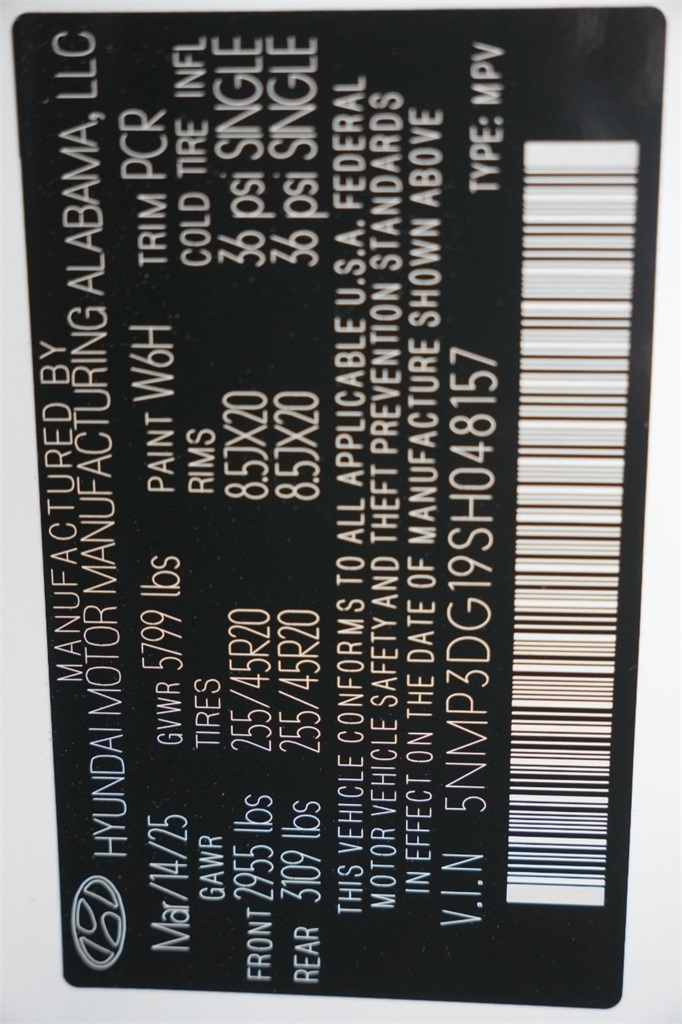 MANUFACTURED BY
HYUNDAI MOTOR MANUFACTURING ALABAMA, LLC
Mar/14/25 GVWR 5799 lbs PAINT W6H TRIM PCR
GAWR TIRES RIMS COLD TIRE INFL
FRONT 2955 lbs 255/45R20 8.5JX20 36 psi SINGLE
REAR 3109 lbs 255/45R20 8.5JX20 36 psi SINGLE
THIS VEHICLE CONFORMS TO ALL APPLICABLE U.S.A. FEDERAL
MOTOR VEHICLE SAFETY AND THEFT PREVENTION STANDARDS
IN EFFECT ON THE DATE OF MANUFACTURE SHOWN ABOVE
V.I.N 5NMP3DG19SH048157 TYPE: MPV